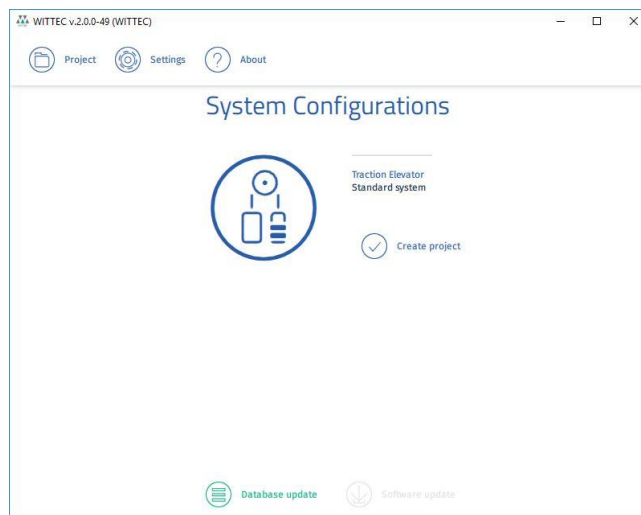 WITTEC v.2.0.0-49 (WITTEC)
Project Settings About
System Configurations
Traction Elevator
Standard system
Create project
Database update Software update